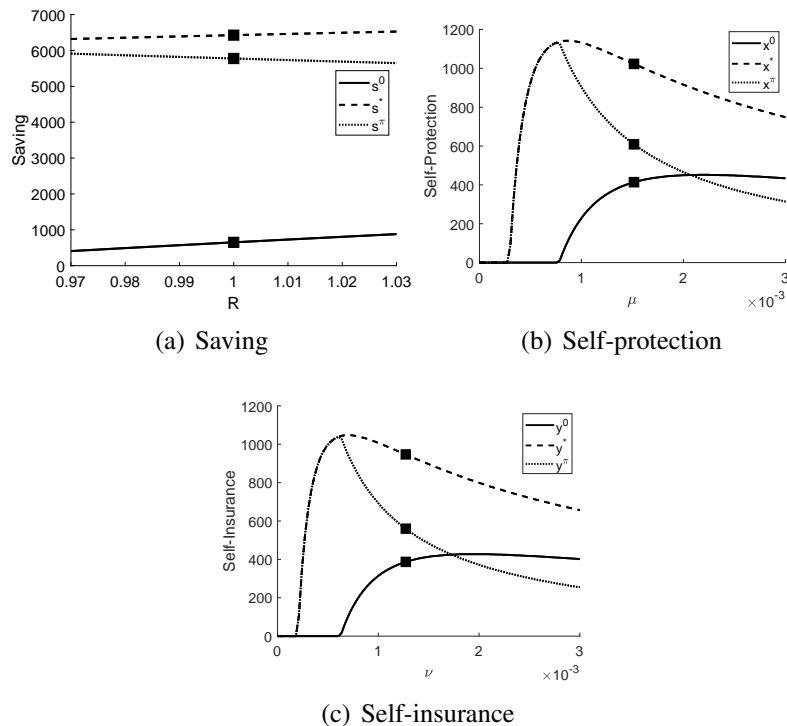 7000
6000
5000
4000
3000
2000
1000
0
Saving
s⁰
s*
s^π
0.97 0.98 0.99 1 1.01 1.02 1.03
R
(a) Saving
1200
1000
800
600
400
200
0
Self-Protection
x⁰
x*
x^π
0 1 2 3
μ
×10⁻³
(b) Self-protection
1200
1000
800
600
400
200
0
Self-Insurance
y⁰
y*
y^π
0 1 2 3
ν
×10⁻³
(c) Self-insurance